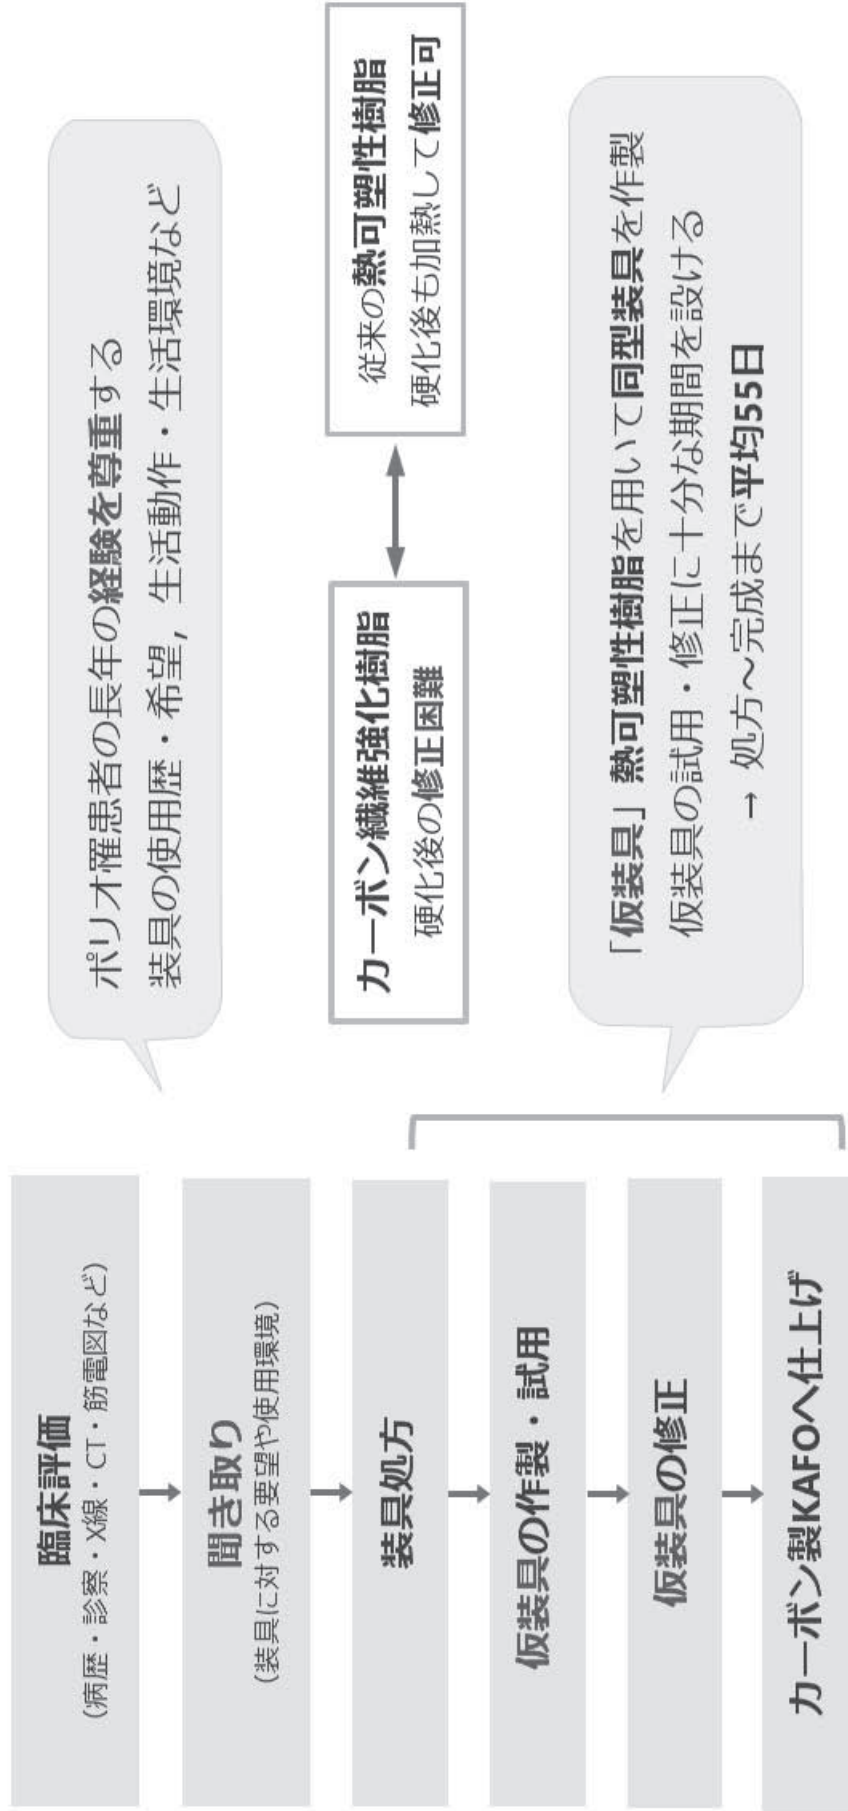 臨床評価
（病歴・診察・X線・CT・筋電図など）
聞き取り
（装具に対する要望や使用環境）
装具処方
仮装具の作製・試用
仮装具の修正
カーボン製KAFOへ仕上げ
ポリオ罹患者の長年の経験を尊重する
装具の使用歴・希望，生活動作・生活環境など
カーボン繊維強化樹脂
硬化後の修正困難
従来の熱可塑性樹脂
硬化後も加熱して修正可
「仮装具」熱可塑性樹脂を用いて同型装具を作製
仮装具の試用・修正に十分な期間を設ける
→ 処方～完成まで平均55日